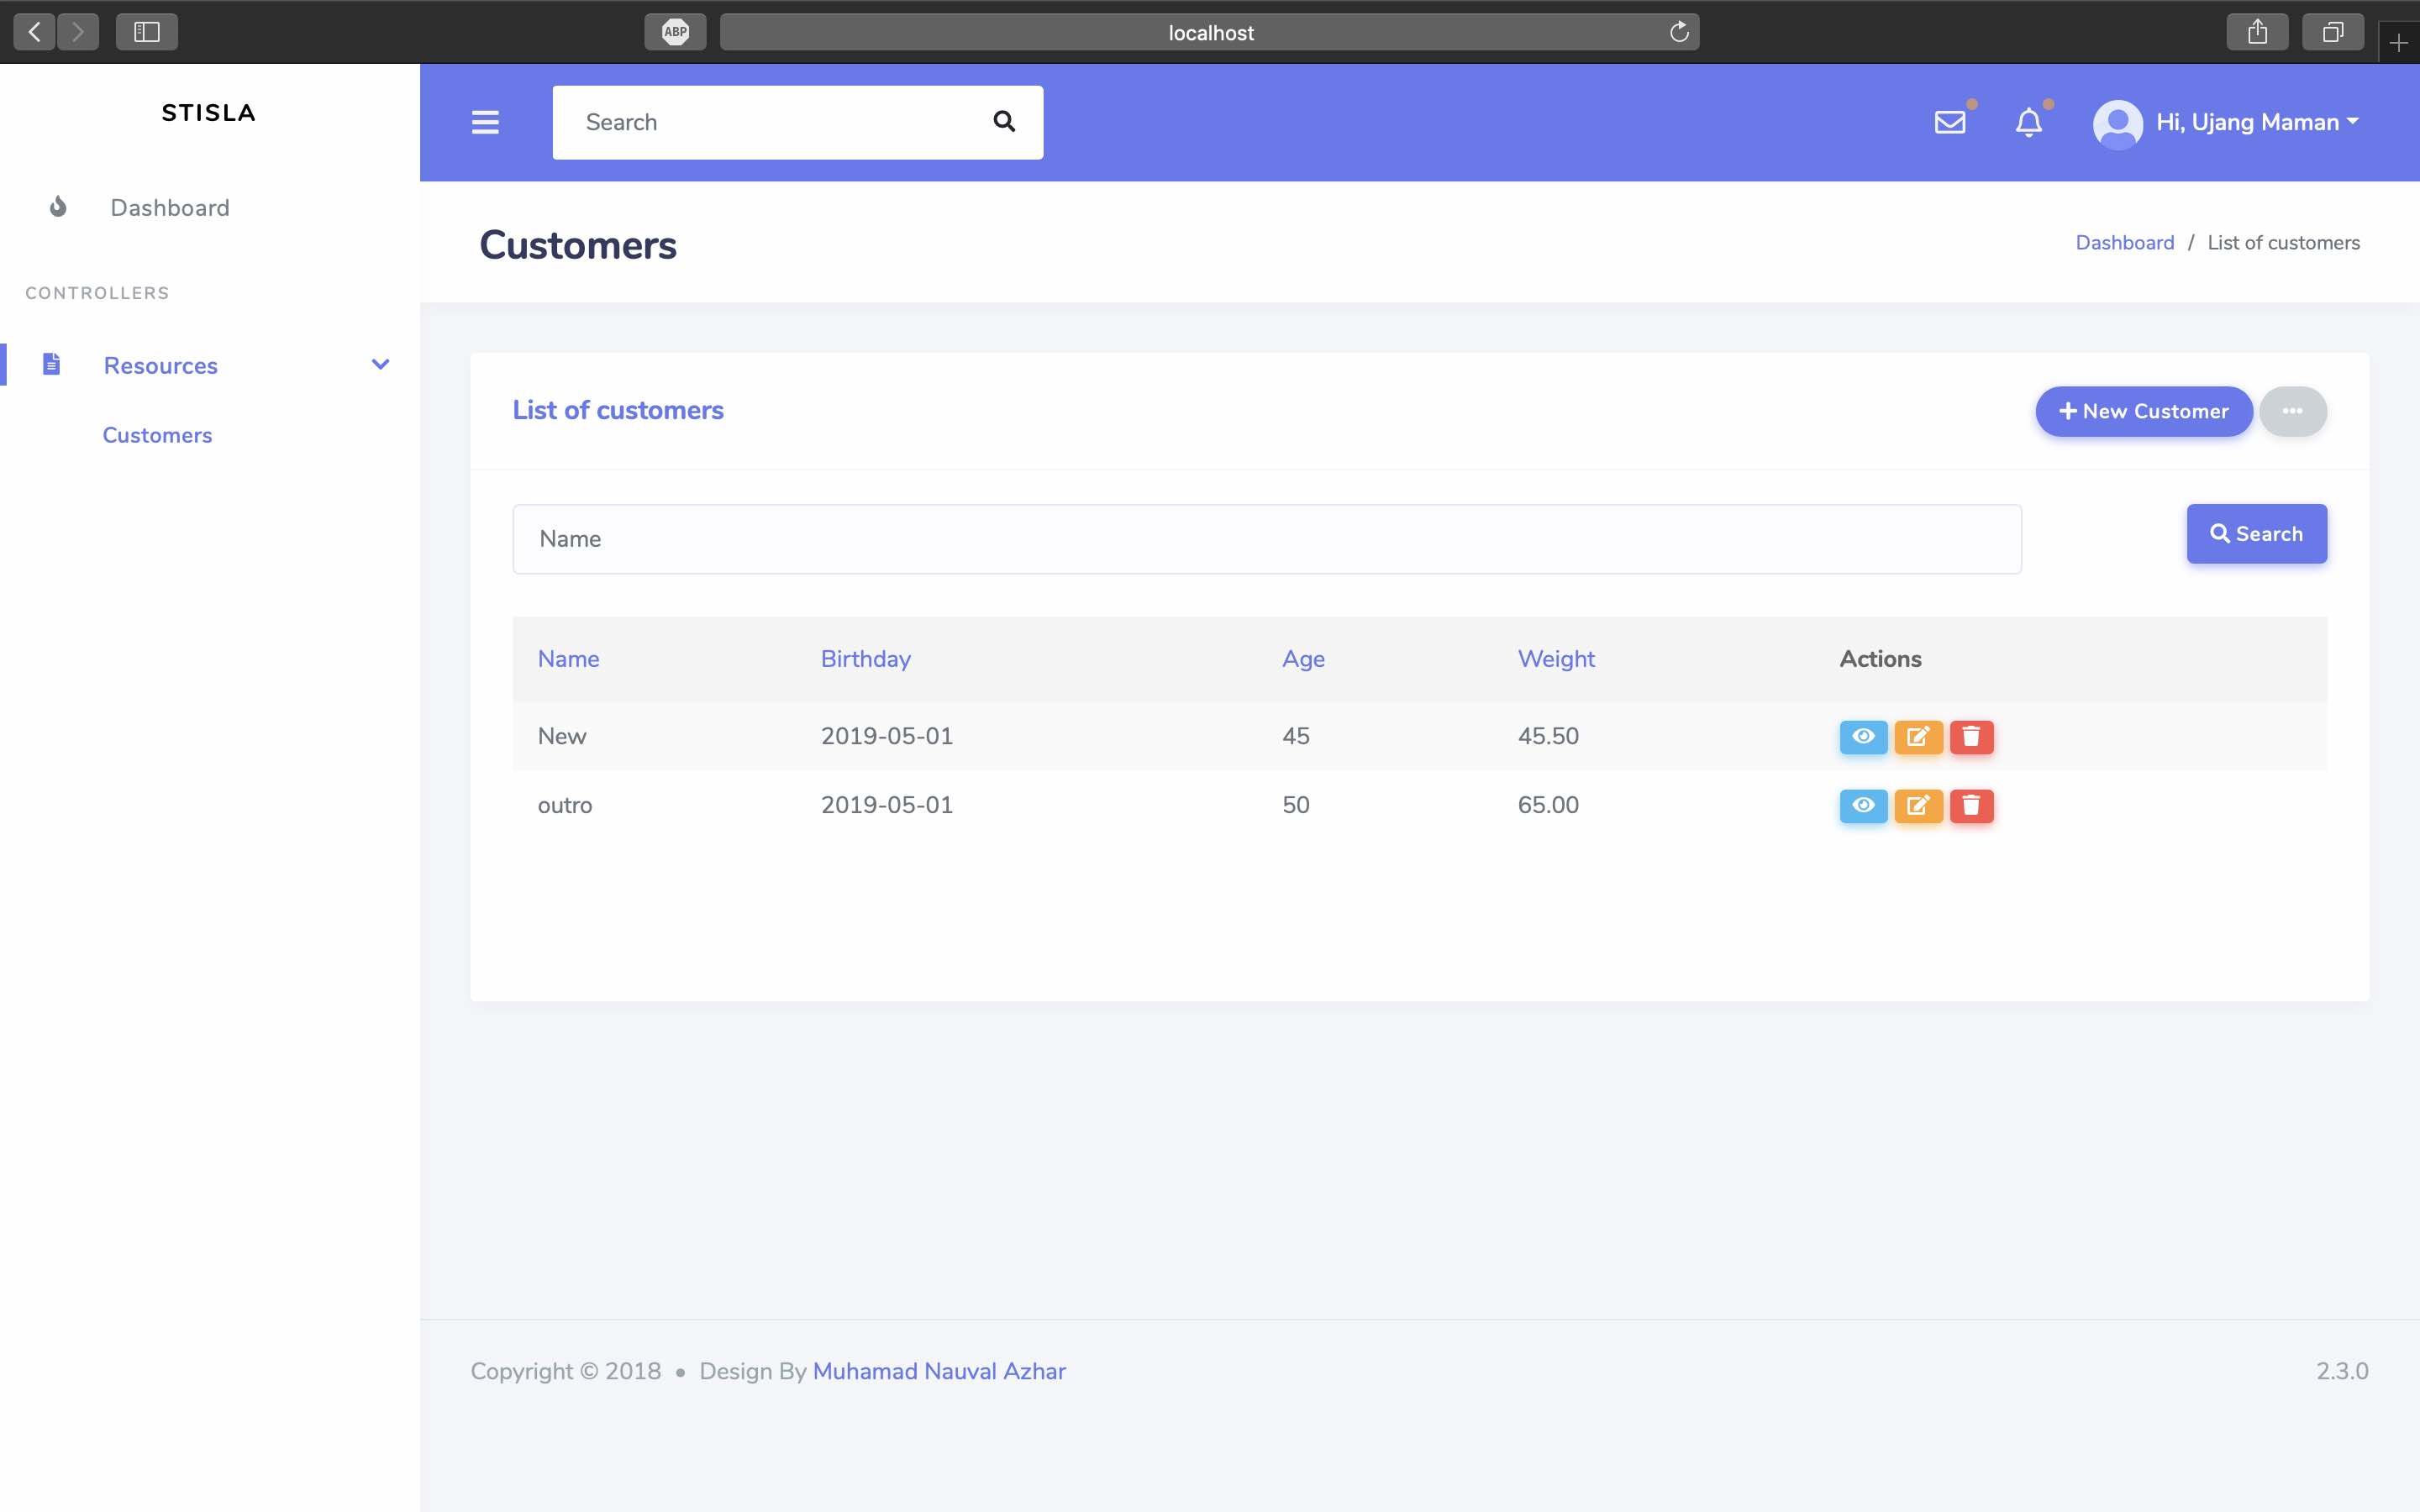 ABP
localhost
STISLA
Search
Hi, Ujang Maman
Dashboard
CONTROLLERS
Resources
Customers
Customers
Dashboard / List of customers
List of customers
New Customer
Name
Search
Name Birthday Age Weight Actions
New 2019-05-01 45 45.50
outro 2019-05-01 50 65.00
Copyright © 2018 • Design By Muhamad Nauval Azhar
2.3.0